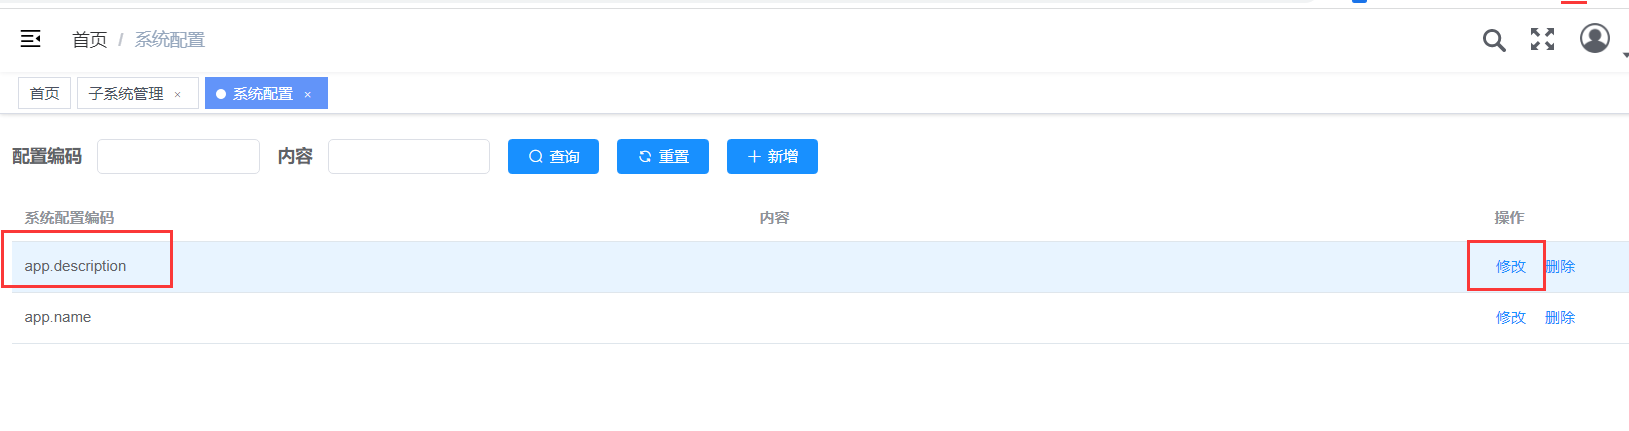 首页 / 系统配置
首页 子系统管理 × 系统配置 ×
配置编码 内容 查询 重置 新增
系统配置编码 内容 操作
app.description 修改 删除
app.name 修改 删除